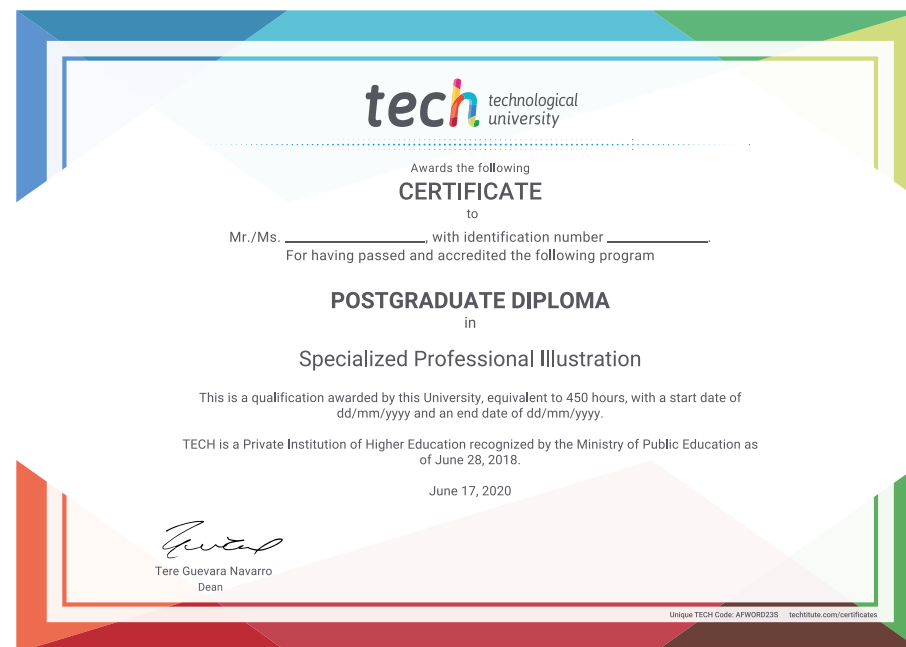 tech technological
university
Awards the following
CERTIFICATE
to
Mr./Ms. ____________________, with identification number ______________.
For having passed and accredited the following program
POSTGRADUATE DIPLOMA
in
Specialized Professional Illustration
This is a qualification awarded by this University, equivalent to 450 hours, with a start date of
dd/mm/yyyy and an end date of dd/mm/yyyy.
TECH is a Private Institution of Higher Education recognized by the Ministry of Public Education as
of June 28, 2018.
June 17, 2020
Tere Guevara Navarro
Dean
Unique TECH Code: AFWORD23S techtitute.com/certificates